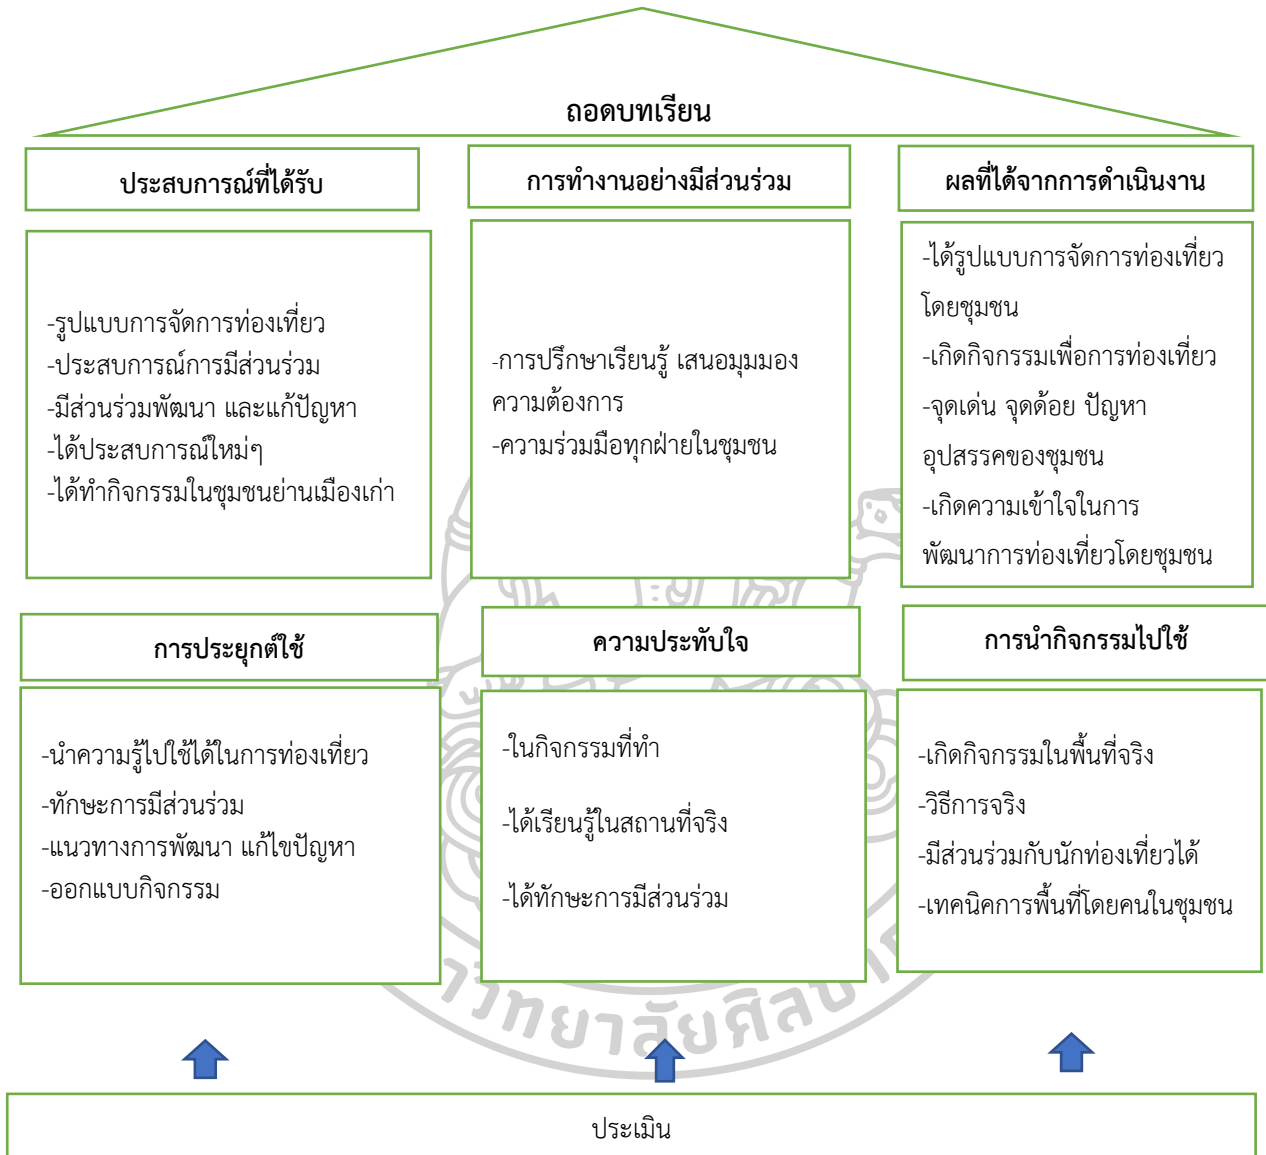 ถอดบทเรียน
ประสบการณ์ที่ได้รับ
-รูปแบบการจัดการท่องเที่ยว
-ประสบการณ์การมีส่วนร่วม
-มีส่วนร่วมพัฒนา และแก้ปัญหา
-ได้ประสบการณ์ใหม่ๆ
-ได้ทำกิจกรรมในชุมชนย่านเมืองเก่า
การทำงานอย่างมีส่วนร่วม
-การปรึกษาเรียนรู้ เสนอมุมมอง
ความต้องการ
-ความร่วมมือทุกฝ่ายในชุมชน
ผลที่ได้จากการดำเนินงาน
-ได้รูปแบบการจัดการท่องเที่ยว
โดยชุมชน
-เกิดกิจกรรมเพื่อการท่องเที่ยว
-จุดเด่น จุดด้อย ปัญหา
อุปสรรคของชุมชน
-เกิดความเข้าใจในการ
พัฒนาการท่องเที่ยวโดยชุมชน
การประยุกต์ใช้
-นำความรู้ไปใช้ได้ในการท่องเที่ยว
-ทักษะการมีส่วนร่วม
-แนวทางการพัฒนา แก้ไขปัญหา
-ออกแบบกิจกรรม
ความประทับใจ
-ในกิจกรรมที่ทำ
-ได้เรียนรู้ในสถานที่จริง
-ได้ทักษะการมีส่วนร่วม
การนำกิจกรรมไปใช้
-เกิดกิจกรรมในพื้นที่จริง
-วิธีการจริง
-มีส่วนร่วมกับนักท่องเที่ยวได้
-เทคนิคการพื้นที่โดยคนในชุมชน
ประเมิน